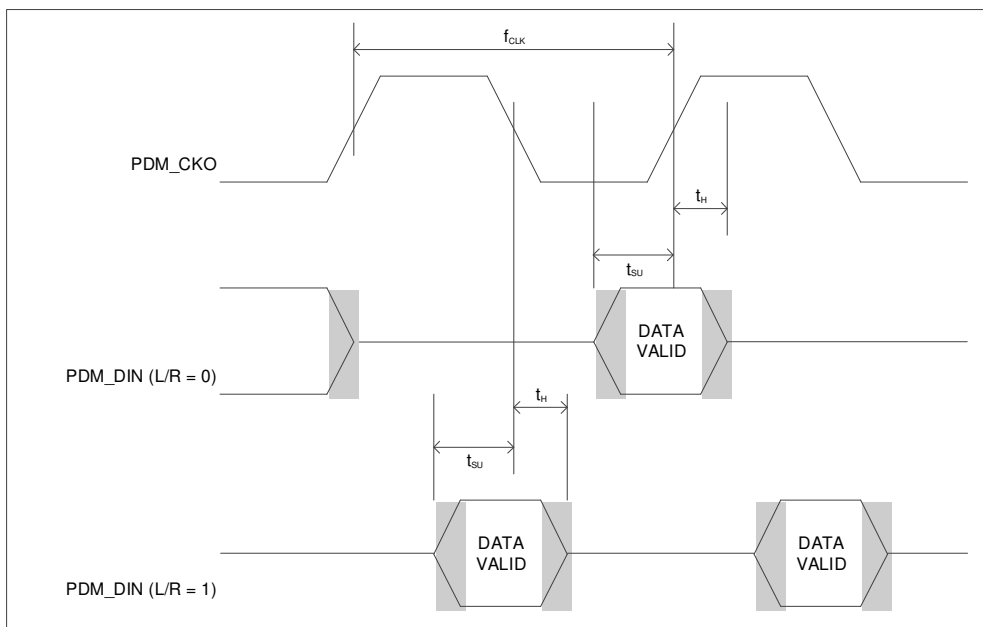 fCLK
PDM_CKO
tH
tSU
DATA
VALID
PDM_DIN (L/R = 0)
tH
tSU
DATA
VALID
DATA
VALID
PDM_DIN (L/R = 1)